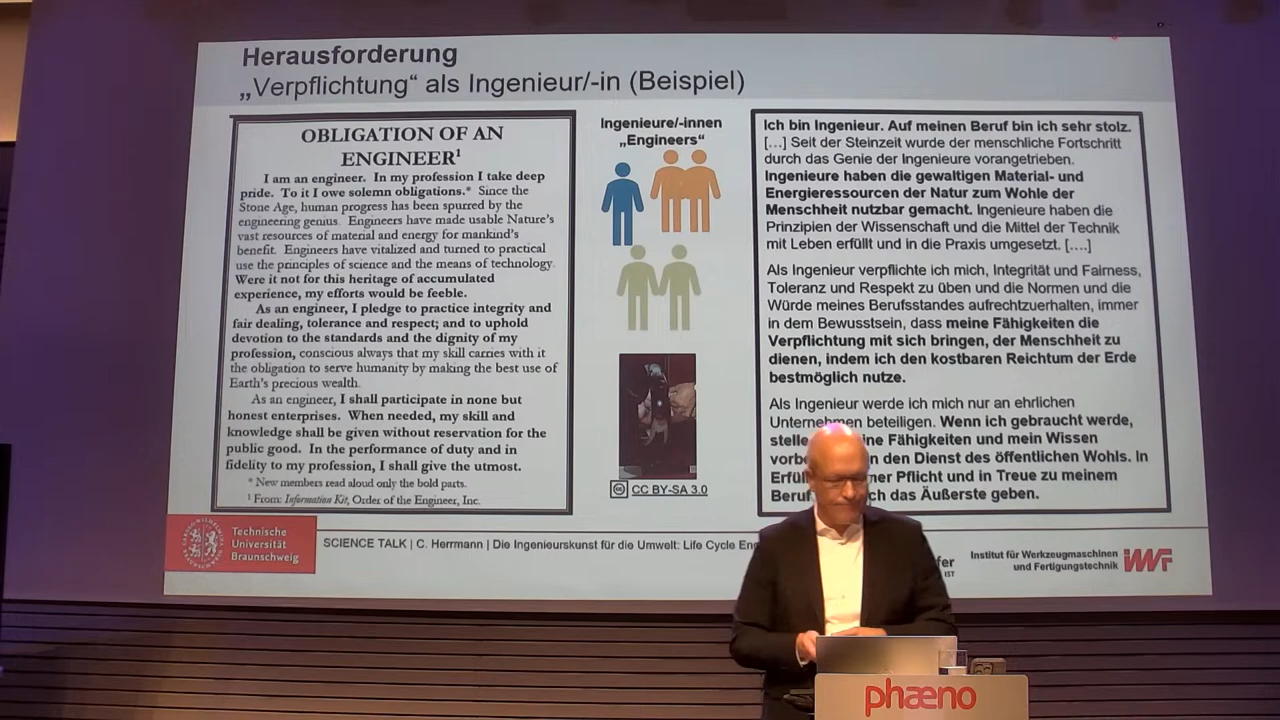 Herausforderung
„Verpflichtung“ als Ingenieur/-in (Beispiel)
OBLIGATION OF AN
ENGINEER¹
I am an engineer. In my profession I take deep
pride. To it I owe solemn obligations.* Since the
Stone Age, human progress has been spurred by the
engineering genius. Engineers have made usable Nature's
vast resources of material and energy for mankind's
benefit. Engineers have vitalized and turned to practical
use the principles of science and the means of technology.
Were it not for this heritage of accumulated
experience, my efforts would be feeble.
As an engineer, I pledge to practice integrity and
fair dealing, tolerance and respect; and to uphold
devotion to the standards and the dignity of my
profession, conscious always that my skill carries with it
the obligation to serve humanity by making the best use of
Earth's precious wealth.
As an engineer, I shall participate in none but
honest enterprises. When needed, my skill and
knowledge shall be given without reservation for the
public good. In the performance of duty and in
fidelity to my profession, I shall give the utmost.
* New members read aloud only the bold parts.
¹ From: Information Kit, Order of the Engineer, Inc.
Ingenieure/-innen
„Engineers“
CC BY-SA 3.0
Ich bin Ingenieur. Auf meinen Beruf bin ich sehr stolz.
[…] Seit der Steinzeit wurde der menschliche Fortschritt
durch das Genie der Ingenieure vorangetrieben.
Ingenieure haben die gewaltigen Material- und
Energieressourcen der Natur zum Wohle der
Menschheit nutzbar gemacht. Ingenieure haben die
Prinzipien der Wissenschaft und die Mittel der Technik
mit Leben erfüllt und in die Praxis umgesetzt. [….]
Als Ingenieur verpflichte ich mich, Integrität und Fairness,
Toleranz und Respekt zu üben und die Normen und die
Würde meines Berufsstandes aufrechtzuerhalten, immer
in dem Bewusstsein, dass meine Fähigkeiten die
Verpflichtung mit sich bringen, der Menschheit zu
dienen, indem ich den kostbaren Reichtum der Erde
bestmöglich nutze.
Als Ingenieur werde ich mich nur an ehrlichen
Unternehmen beteiligen. Wenn ich gebraucht werde,
stelle ine Fähigkeiten und mein Wissen
vorbe n den Dienst des öffentlichen Wohls. In
Erfül ner Pflicht und in Treue zu meinem
Beruf ch das Äußerste geben.
Technische
Universität
Braunschweig
SCIENCE TALK | C. Herrmann | Die Ingenieurskunst für die Umwelt: Life Cycle Eng
fer
IST
Institut für Werkzeugmaschinen
und Fertigungstechnik
iWF
phæno